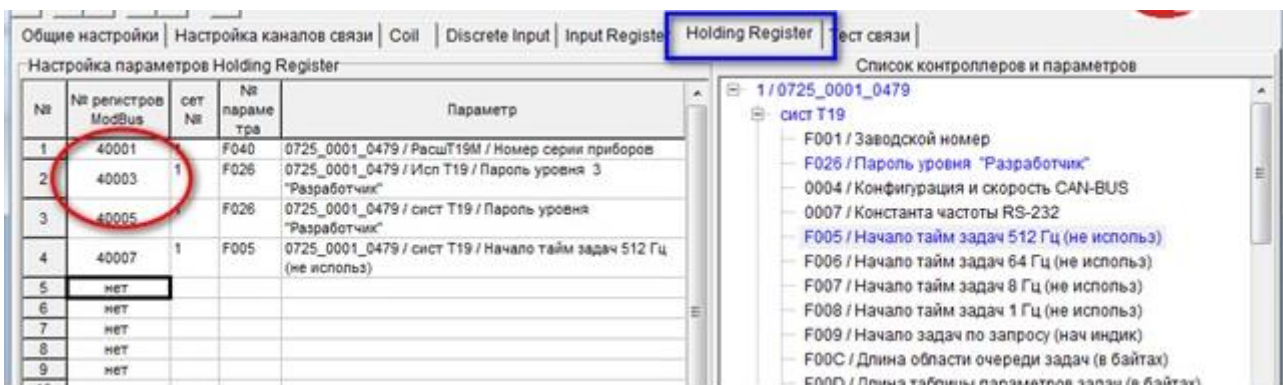 Общие настройки Настройка каналов связи Coil Discrete Input Input Registe Holding Register ест связи
Настройка параметров Holding Register
№ № регистров ModBus сет № № параметра Параметр
1 40001 F040 0725_0001_0479 / РасшТ19М / Номер серии приборов
2 40003 1 F026 0725_0001_0479 / Исп Т19 / Пароль уровня 3
"Разработчик"
3 40005 F026 0725_0001_0479 / сист Т19 / Пароль уровня
"Разработчик"
4 40007 1 F005 0725_0001_0479 / сист Т19 / Начало тайм задач 512 Гц
(не использ)
5 нет
6 нет
7 нет
8 нет
9 нет
Список контроллеров и параметров
1 / 0725_0001_0479
сист Т19
F001 / Заводской номер
F026 / Пароль уровня "Разработчик"
0004 / Конфигурация и скорость CAN-BUS
0007 / Константа частоты RS-232
F005 / Начало тайм задач 512 Гц (не использ)
F006 / Начало тайм задач 64 Гц (не использ)
F007 / Начало тайм задач 8 Гц (не использ)
F008 / Начало тайм задач 1 Гц (не использ)
F009 / Начало задач по запросу (нач индик)
F00C / Длина области очереди задач (в байтах)
F00D / Длина таблицы параметров задач (в байтах)